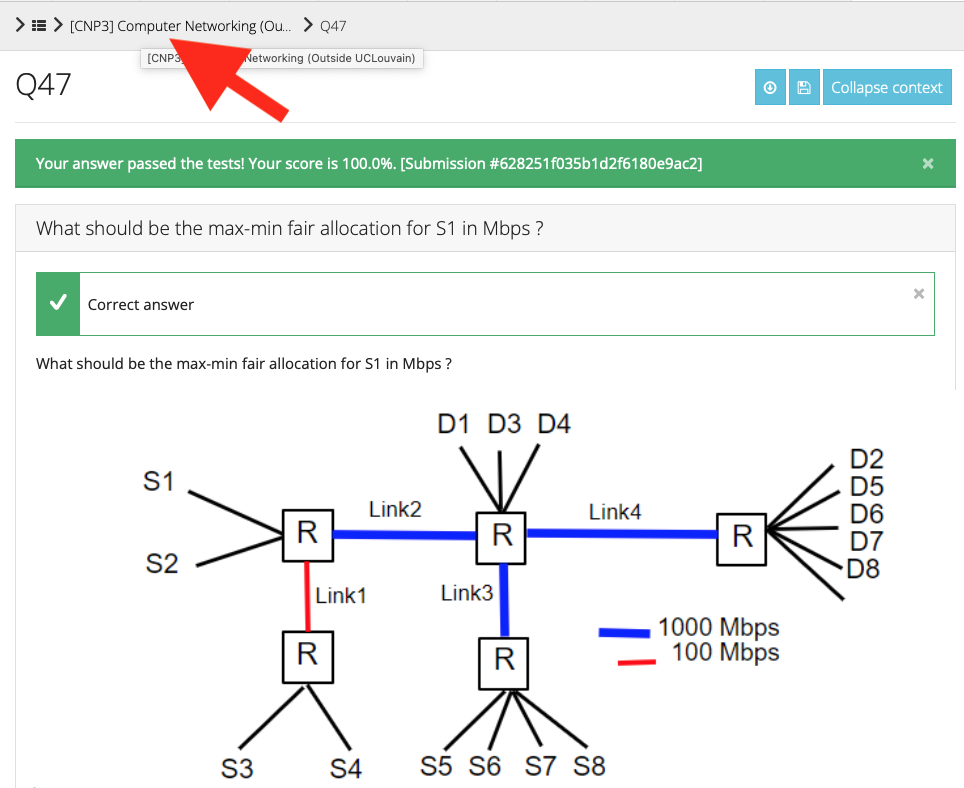 [CNP3] Computer Networking (Ou... Q47
[CNP3] Networking (Outside UCLouvain)
Q47
Collapse context
Your answer passed the tests! Your score is 100.0%. [Submission #628251f035b1d2f6180e9ac2]
What should be the max-min fair allocation for S1 in Mbps ?
Correct answer
What should be the max-min fair allocation for S1 in Mbps ?
D1 D3 D4
D2
S1
D5
Link2
Link4
D6
R
R
R
D7
S2
D8
Link1
Link3
1000 Mbps
100 Mbps
R
R
S3
S4
S5 S6 S7 S8